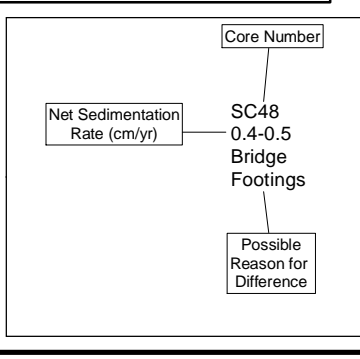 Core Number
Net Sedimentation
Rate (cm/yr)
SC48
0.4-0.5
Bridge
Footings
Possible
Reason for
Difference